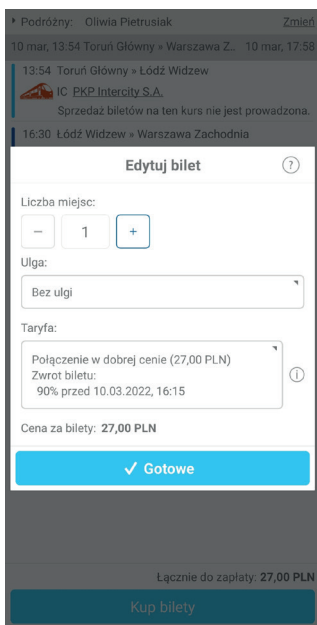 Podróżny: Oliwia Pietrusiak Zmień
10 mar, 13:54 Toruń Główny » Warszawa Z.. 10 mar, 17:58
13:54 Toruń Główny » Łódź Widzew
IC PKP Intercity S.A.
Sprzedaż biletów na ten kurs nie jest prowadzona.
16:30 Łódź Widzew » Warszawa Zachodnia
Edytuj bilet ?
Liczba miejsc:
− 1 +
Ulga:
Bez ulgi
Taryfa:
Połączenie w dobrej cenie (27,00 PLN)
Zwrot biletu:
90% przed 10.03.2022, 16:15
Cena za bilety: 27,00 PLN
Gotowe
Łącznie do zapłaty: 27,00 PLN
Kup bilety